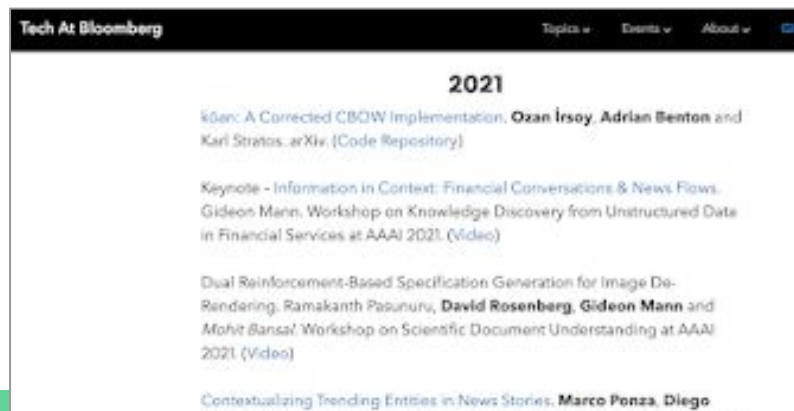 Tech At Bloomberg
Topics Events About
2021
kōan: A Corrected CBOW Implementation. Ozan İrsoy, Adrian Benton and
Karl Stratos. arXiv. (Code Repository)
Keynote - Information in Context: Financial Conversations & News Flows.
Gideon Mann. Workshop on Knowledge Discovery from Unstructured Data
in Financial Services at AAAI 2021. (Video)
Dual Reinforcement-Based Specification Generation for Image De-
Rendering. Ramakanth Pasunuru, David Rosenberg, Gideon Mann and
Mohit Bansal. Workshop on Scientific Document Understanding at AAAI
2021. (Video)
Contextualizing Trending Entities in News Stories. Marco Ponza, Diego